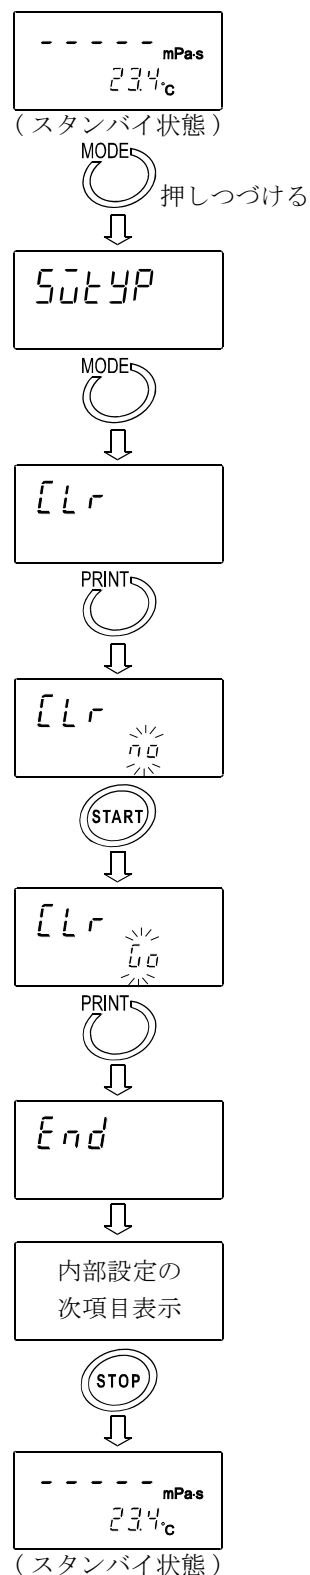 - - - - - mPa·s
23.4°C
(スタンバイ状態)
MODE
押しつづける
SūtYP
MODE
CLr
PRINT
CLr
no
START
CLr
Go
PRINT
End
内部設定の
次項目表示
STOP
- - - - - mPa·s
23.4°C
(スタンバイ状態)